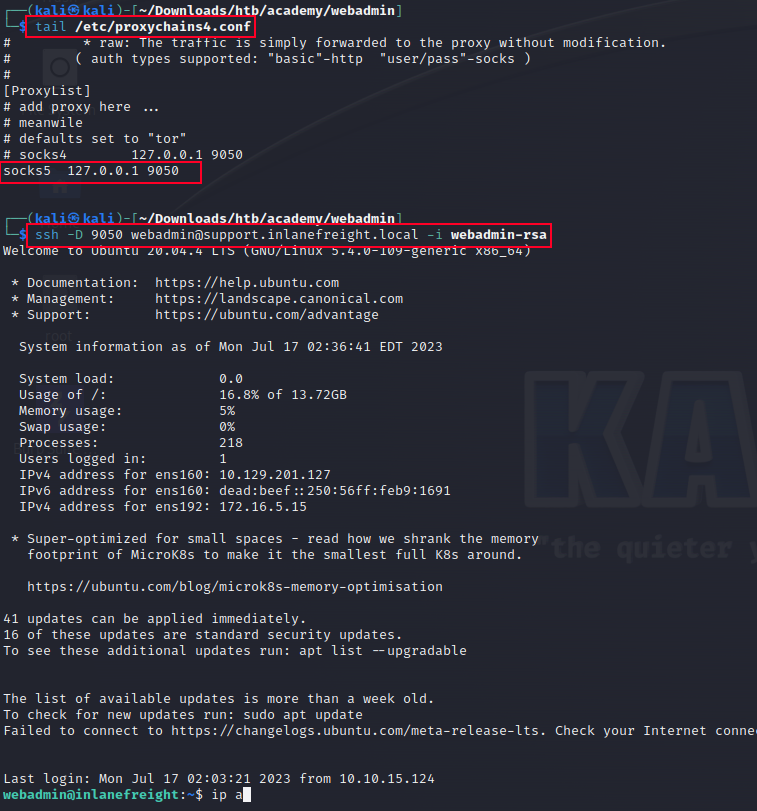 ┌──(kali㉿kali)-[~/Downloads/htb/academy/webadmin]
└─$ tail /etc/proxychains4.conf
#         * raw: The traffic is simply forwarded to the proxy without modification.
#        ( auth types supported: "basic"-http  "user/pass"-socks )
#
[ProxyList]
# add proxy here ...
# meanwile
# defaults set to "tor"
# socks4        127.0.0.1 9050
socks5  127.0.0.1 9050
┌──(kali㉿kali)-[~/Downloads/htb/academy/webadmin]
└─$ ssh -D 9050 webadmin@support.inlanefreight.local -i webadmin-rsa
Welcome to Ubuntu 20.04.4 LTS (GNU/Linux 5.4.0-109-generic x86_64)
 * Documentation:  https://help.ubuntu.com
 * Management:     https://landscape.canonical.com
 * Support:        https://ubuntu.com/advantage
  System information as of Mon Jul 17 02:36:41 EDT 2023
  System load:             0.0
  Usage of /:              16.8% of 13.72GB
  Memory usage:            5%
  Swap usage:              0%
  Processes:               218
  Users logged in:         1
  IPv4 address for ens160: 10.129.201.127
  IPv6 address for ens160: dead:beef::250:56ff:feb9:1691
  IPv4 address for ens192: 172.16.5.15
 * Super-optimized for small spaces - read how we shrank the memory
   footprint of MicroK8s to make it the smallest full K8s around.
   https://ubuntu.com/blog/microk8s-memory-optimisation
41 updates can be applied immediately.
16 of these updates are standard security updates.
To see these additional updates run: apt list --upgradable
The list of available updates is more than a week old.
To check for new updates run: sudo apt update
Failed to connect to https://changelogs.ubuntu.com/meta-release-lts. Check your Internet conne
Last login: Mon Jul 17 02:03:21 2023 from 10.10.15.124
webadmin@inlanefreight:~$ ip a
KA
"the quieter y